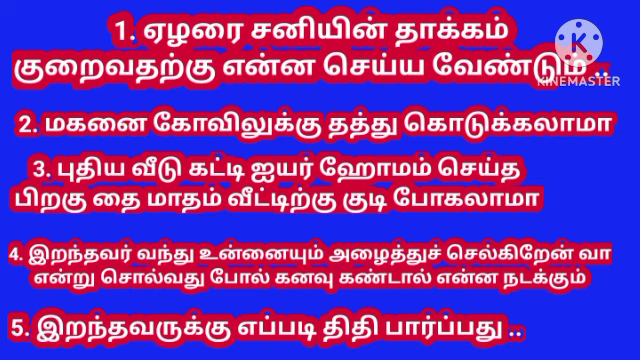 1. ஏழரை சனியின் தாக்கம்
குறைவதற்கு என்ன செய்ய வேண்டும் ..
K
KINEMASTER
2. மகனை கோவிலுக்கு தத்து கொடுக்கலாமா
3. புதிய வீடு கட்டி ஐயர் ஹோமம் செய்த
பிறகு தை மாதம் வீட்டிற்கு குடி போகலாமா
4. இறந்தவர் வந்து உன்னையும் அழைத்துச் செல்கிறேன் வா
என்று சொல்வது போல் கனவு கண்டால் என்ன நடக்கும்
5. இறந்தவருக்கு எப்படி திதி பார்ப்பது ..